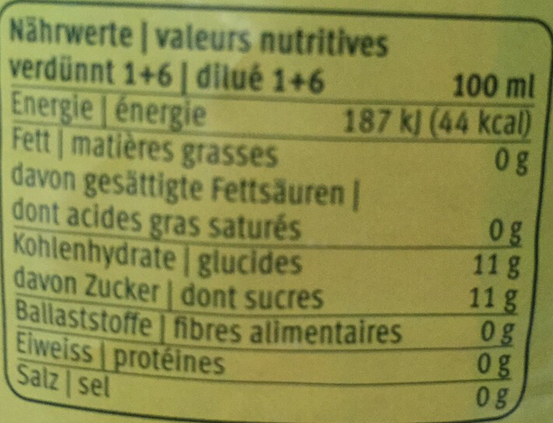 Nährwerte | valeurs nutritives
verdünnt 1+6 | dilué 1+6 100 ml
Energie | énergie 187 kJ (44 kcal)
Fett | matières grasses 0 g
davon gesättigte Fettsäuren |
dont acides gras saturés 0 g
Kohlenhydrate | glucides 11 g
davon Zucker | dont sucres 11 g
Ballaststoffe | fibres alimentaires 0 g
Eiweiss | protéines 0 g
Salz | sel 0 g